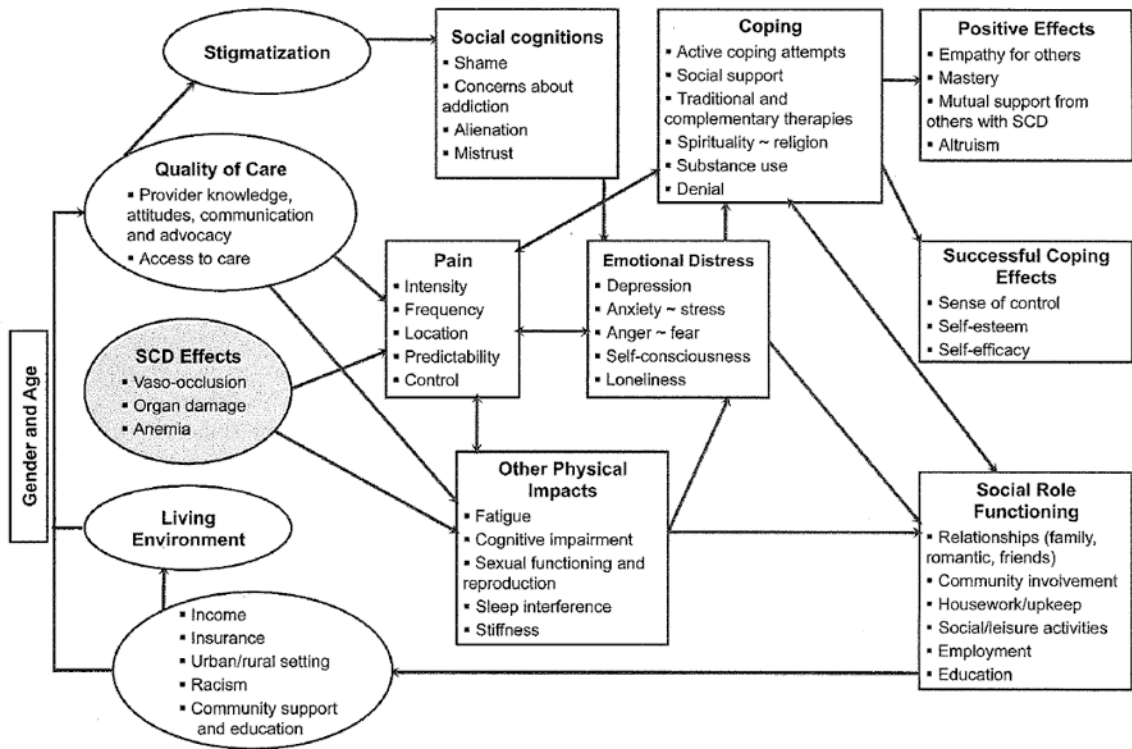 Stigmatization
Social cognitions
▪ Shame
▪ Concerns about
addiction
▪ Alienation
▪ Mistrust
Coping
▪ Active coping attempts
▪ Social support
▪ Traditional and
complementary therapies
▪ Spirituality ~ religion
▪ Substance use
▪ Denial
Positive Effects
▪ Empathy for others
▪ Mastery
▪ Mutual support from
others with SCD
▪ Altruism
Quality of Care
▪ Provider knowledge,
attitudes, communication
and advocacy
▪ Access to care
Pain
▪ Intensity
▪ Frequency
▪ Location
▪ Predictability
▪ Control
Emotional Distress
▪ Depression
▪ Anxiety ~ stress
▪ Anger ~ fear
▪ Self-consciousness
▪ Loneliness
Successful Coping
Effects
▪ Sense of control
▪ Self-esteem
▪ Self-efficacy
Gender and Age
SCD Effects
▪ Vaso-occlusion
▪ Organ damage
▪ Anemia
Other Physical
Impacts
▪ Fatigue
▪ Cognitive impairment
▪ Sexual functioning and
reproduction
▪ Sleep interference
▪ Stiffness
Social Role
Functioning
▪ Relationships (family,
romantic, friends)
▪ Community involvement
▪ Housework/upkeep
▪ Social/leisure activities
▪ Employment
▪ Education
Living
Environment
▪ Income
▪ Insurance
▪ Urban/rural setting
▪ Racism
▪ Community support
and education